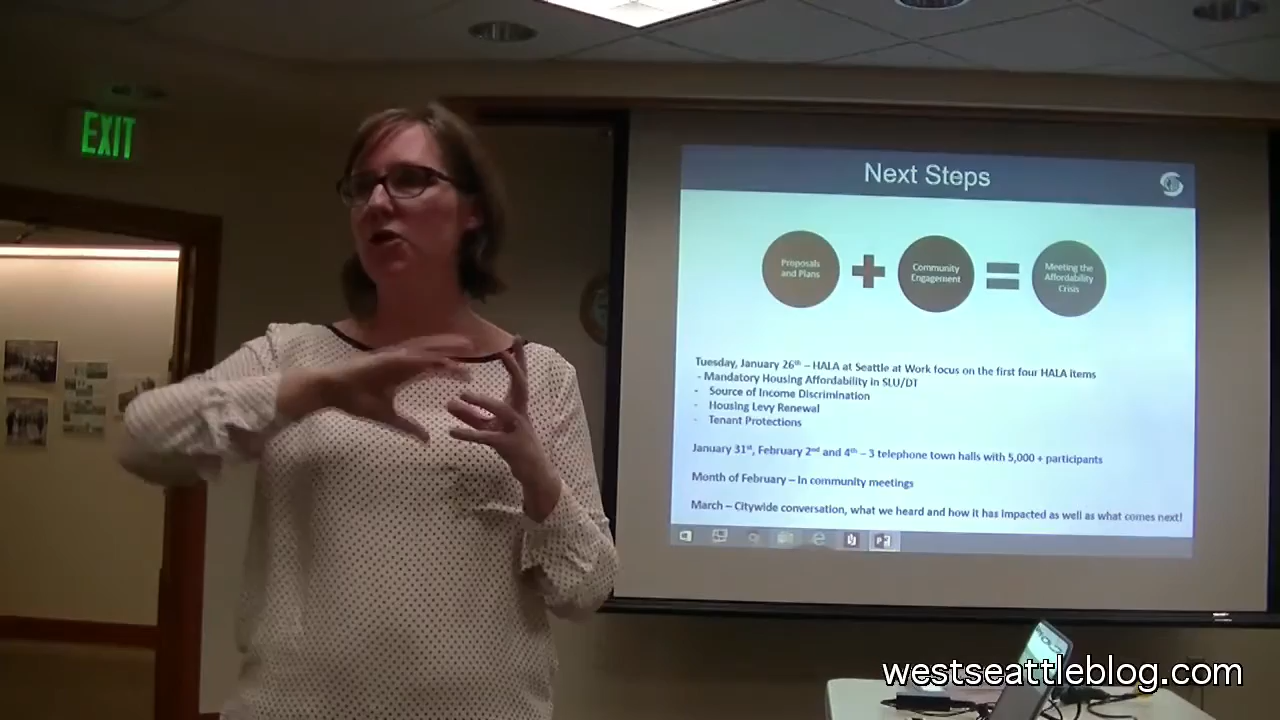 EXIT
Next Steps
Proposals
and Plans
Community
Engagement
Meeting the
Affordability
Crisis
Tuesday, January 26th – HALA at Seattle at Work focus on the first four HALA items
- Mandatory Housing Affordability in SLU/DT
- Source of Income Discrimination
- Housing Levy Renewal
- Tenant Protections
January 31st, February 2nd and 4th – 3 telephone town halls with 5,000 + participants
Month of February – In community meetings
March – Citywide conversation, what we heard and how it has impacted as well as what comes next!
westseattleblog.com